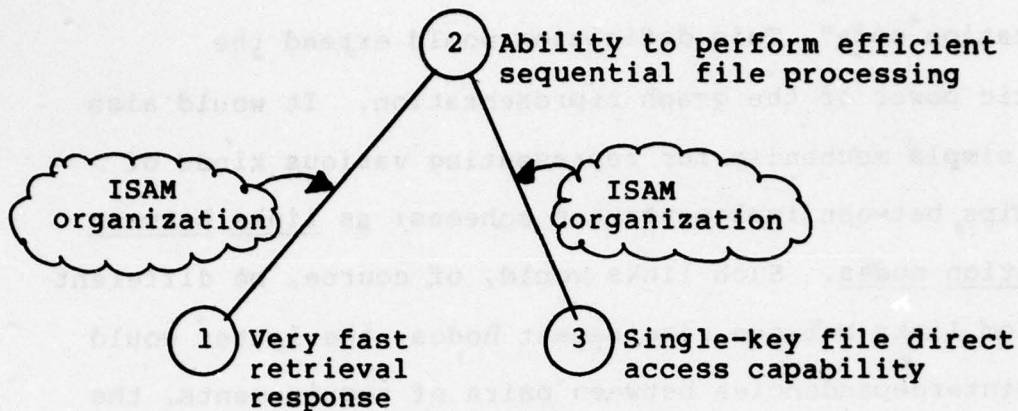 2 Ability to perform efficient
sequential file processing
ISAM
organization
ISAM
organization
1 Very fast
retrieval
response
3 Single-key file direct
access capability